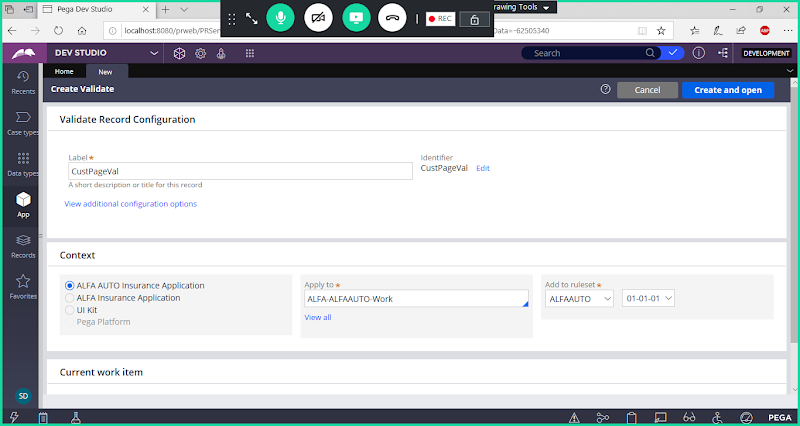 Pega Dev Studio
rawing Tools
localhost:8080/prweb/PRSer
Data=-62505340
REC
ABP
DEV STUDIO
Search
DEVELOPMENT
Home
New
Create Validate
Cancel
Create and open
Recents
Case types
Data types
App
Records
Favorites
SD
Validate Record Configuration
Label ★
Identifier
CustPageVal
CustPageVal
Edit
A short description or title for this record
View additional configuration options
Context
ALFA AUTO Insurance Application
ALFA Insurance Application
UI Kit
Pega Platform
Apply to ★
ALFA-ALFAAUTO-Work
View all
Add to ruleset ★
ALFAAUTO
01-01-01
Current work item
PEGA